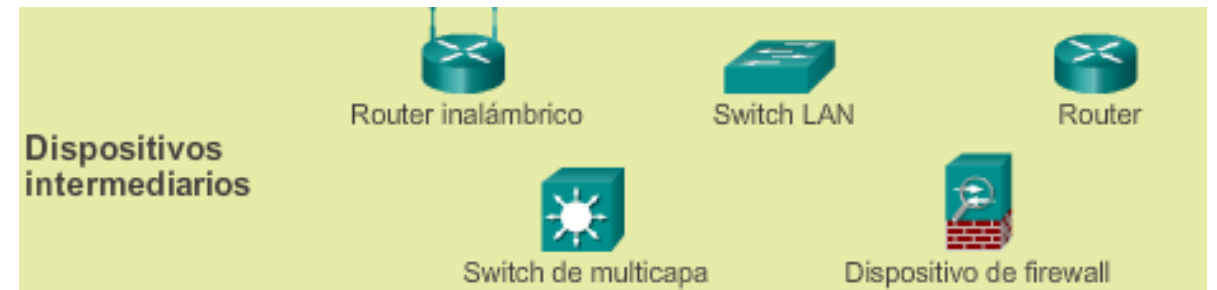 Router inalámbrico
Switch LAN
Router
Dispositivos
intermediarios
Switch de multicapa
Dispositivo de firewall